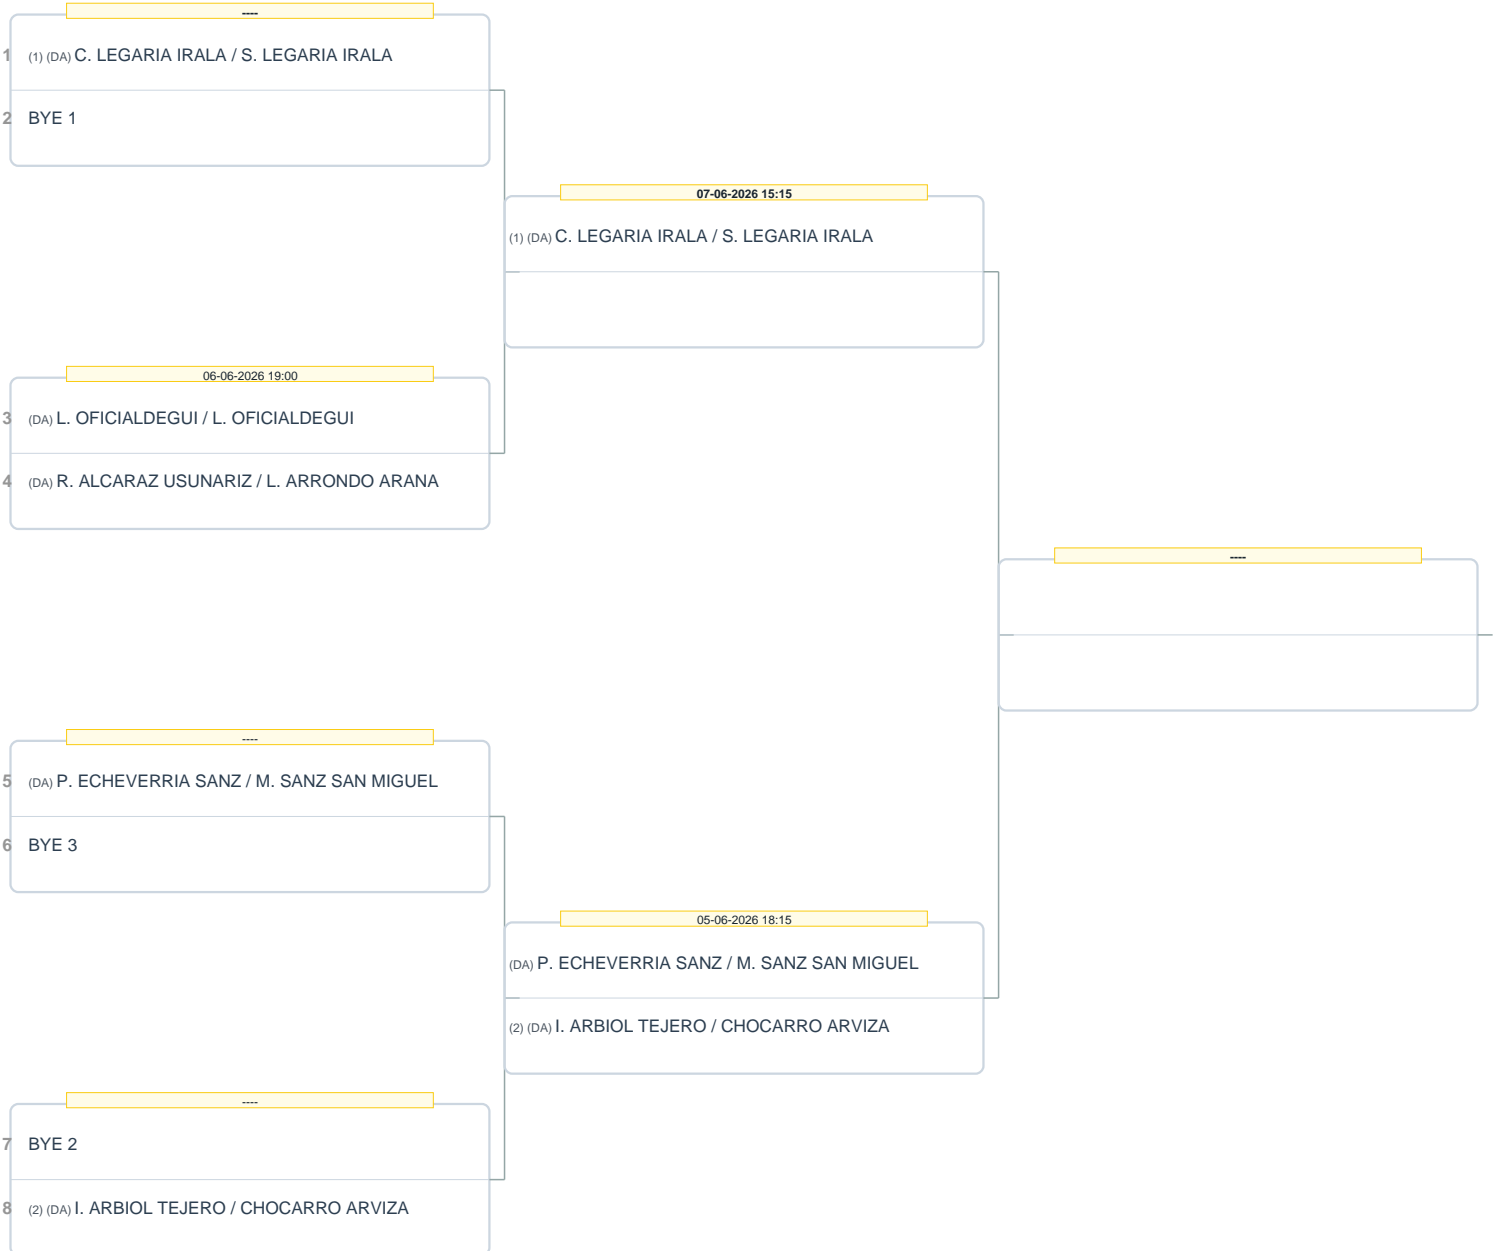 ----
1 (1) (DA) C. LEGARIA IRALA / S. LEGARIA IRALA
2 BYE 1
07-06-2026 15:15
(1) (DA) C. LEGARIA IRALA / S. LEGARIA IRALA
06-06-2026 19:00
3 (DA) L. OFICIALDEGUI / L. OFICIALDEGUI
4 (DA) R. ALCARAZ USUNARIZ / L. ARRONDO ARANA
----
----
5 (DA) P. ECHEVERRIA SANZ / M. SANZ SAN MIGUEL
6 BYE 3
05-06-2026 18:15
(DA) P. ECHEVERRIA SANZ / M. SANZ SAN MIGUEL
(2) (DA) I. ARBIOL TEJERO / CHOCARRO ARVIZA
----
7 BYE 2
8 (2) (DA) I. ARBIOL TEJERO / CHOCARRO ARVIZA